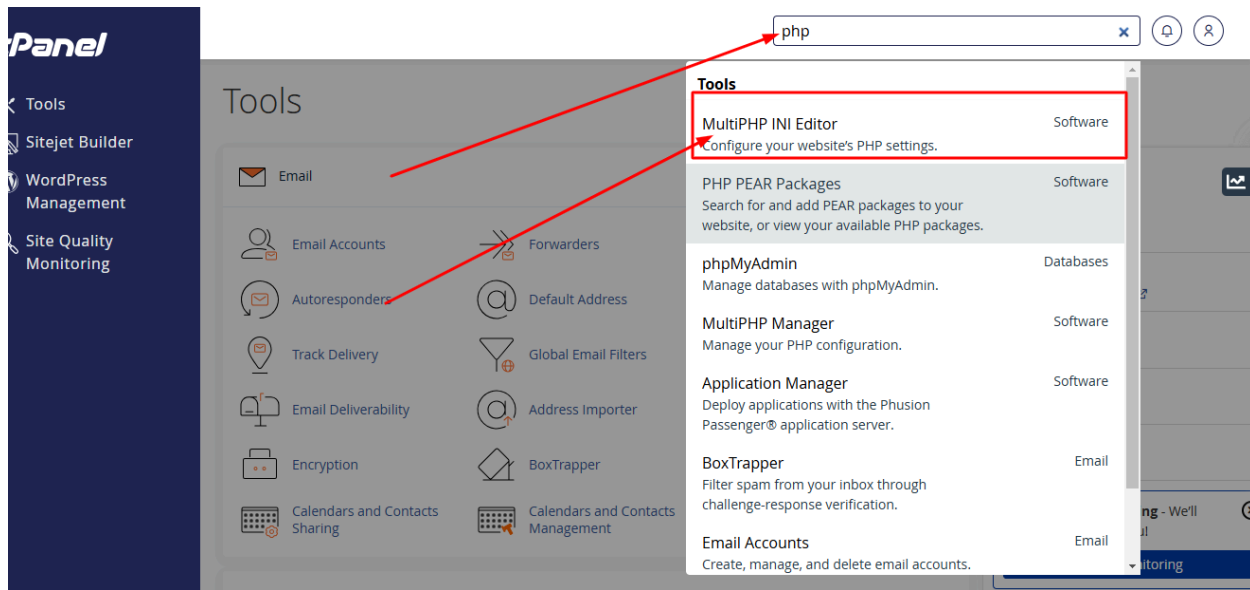 cPanel
php
Tools
Sitejet Builder
WordPress
Management
Site Quality
Monitoring
Tools
Email
Email Accounts
Forwarders
Autoresponders
Default Address
Track Delivery
Global Email Filters
Email Deliverability
Address Importer
Encryption
BoxTrapper
Calendars and Contacts
Sharing
Calendars and Contacts
Management
Tools
MultiPHP INI Editor Software
Configure your website's PHP settings.
PHP PEAR Packages Software
Search for and add PEAR packages to your
website, or view your available PHP packages.
phpMyAdmin Databases
Manage databases with phpMyAdmin.
MultiPHP Manager Software
Manage your PHP configuration.
Application Manager Software
Deploy applications with the Phusion
Passenger® application server.
BoxTrapper Email
Filter spam from your inbox through
challenge-response verification.
Email Accounts Email
Create, manage, and delete email accounts.
ng - We'll